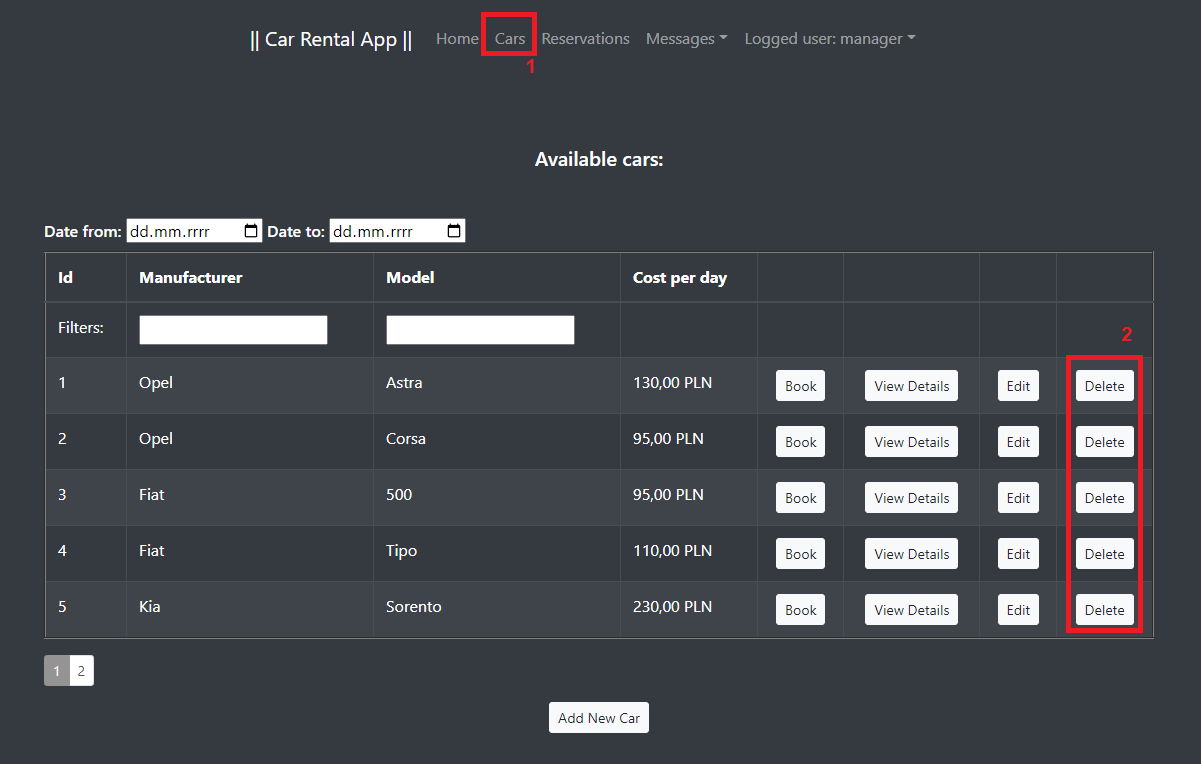 || Car Rental App || Home Cars Reservations Messages Logged user: manager
1
Available cars:
Date from: dd.mm.rrrr Date to: dd.mm.rrrr
Id Manufacturer Model Cost per day
Filters:
2
1 Opel Astra 130,00 PLN Book View Details Edit Delete
2 Opel Corsa 95,00 PLN Book View Details Edit Delete
3 Fiat 500 95,00 PLN Book View Details Edit Delete
4 Fiat Tipo 110,00 PLN Book View Details Edit Delete
5 Kia Sorento 230,00 PLN Book View Details Edit Delete
1 2
Add New Car